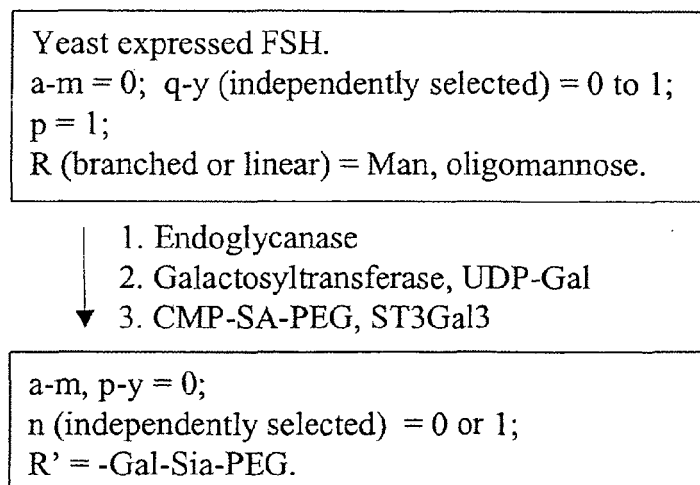 Yeast expressed FSH.
a-m = 0; q-y (independently selected) = 0 to 1;
p = 1;
R (branched or linear) = Man, oligomannose.
1. Endoglycanase
2. Galactosyltransferase, UDP-Gal
3. CMP-SA-PEG, ST3Gal3
a-m, p-y = 0;
n (independently selected) = 0 or 1;
R’ = -Gal-Sia-PEG.